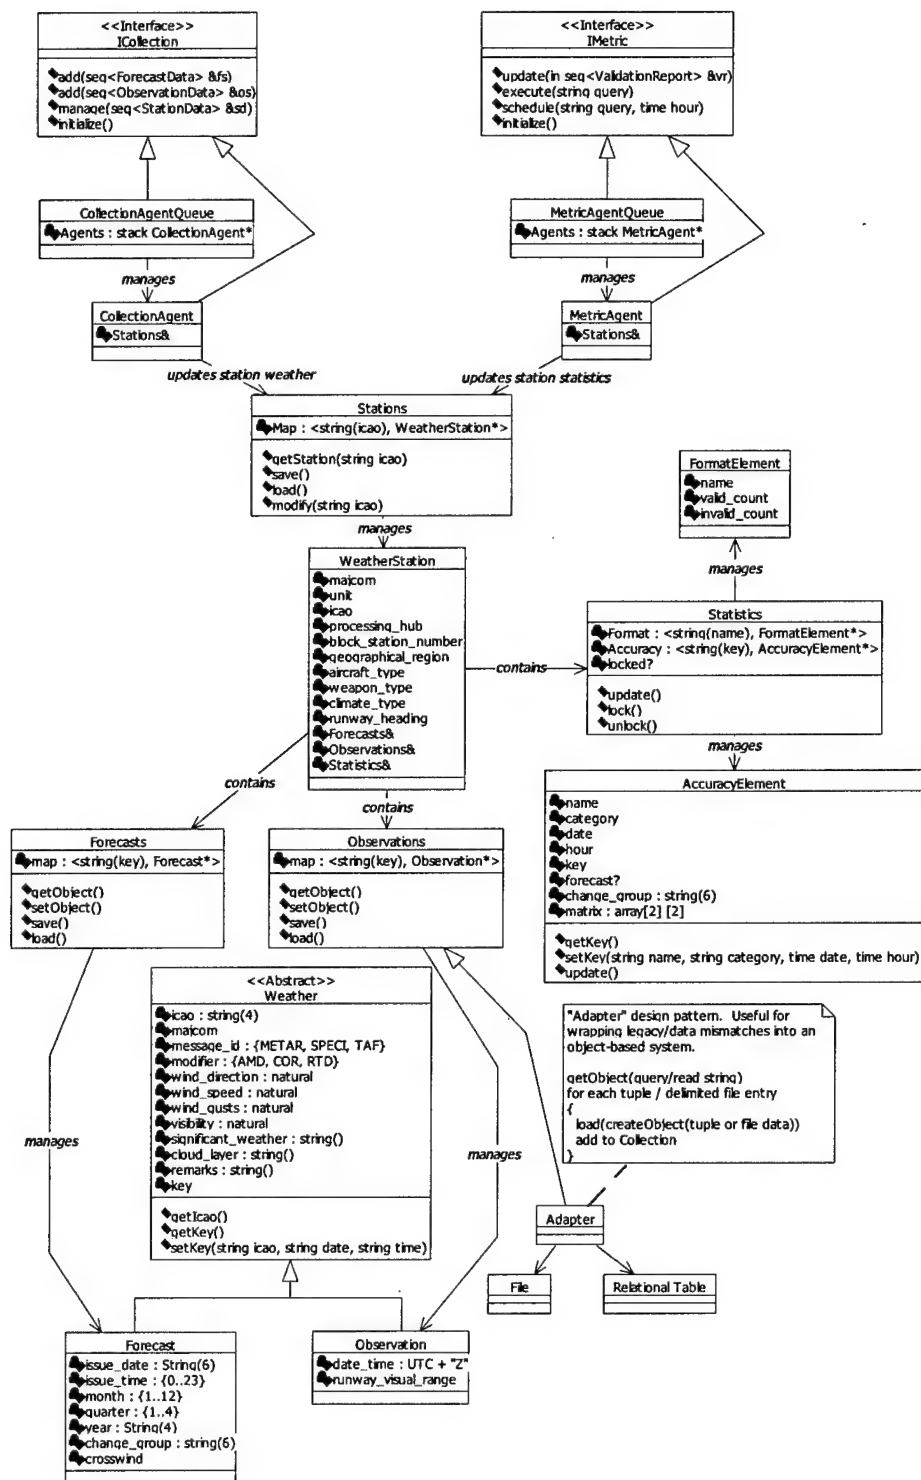 <<Interface>>
ICollection
add(seq<ForecastData> &fs)
add(seq<ObservationData> &os)
manage(seq<StationData> &sd)
initialize()
<<Interface>>
IMetric
update(in seq<ValidationReport> &vr)
execute(string query)
schedule(string query, time hour)
initialize()
CollectionAgentQueue
Agents : stack CollectionAgent*
MetricAgentQueue
Agents : stack MetricAgent*
manages
manages
CollectionAgent
Stations&
MetricAgent
Stations&
updates station weather
updates station statistics
Stations
Map : <string(icao), WeatherStation*>
getStation(string icao)
save()
load()
modify(string icao)
manages
FormatElement
name
valid_count
invalid_count
manages
WeatherStation
majcom
unit
icao
processing_hub
block_station_number
geographical_region
aircraft_type
weapon_type
climate_type
runway_heading
Forecasts&
Observations&
Statistics&
contains
Statistics
Format : <string(name), FormatElement*>
Accuracy : <string(key), AccuracyElement*>
locked?
update()
lock()
unlock()
manages
contains
contains
AccuracyElement
name
category
date
hour
key
forecast?
change_group : string(6)
matrix : array[2] [2]
getKey()
setKey(string name, string category, time date, time hour)
update()
Forecasts
map : <string(key), Forecast*>
getObject()
setObject()
save()
load()
Observations
map : <string(key), Observation*>
getObject()
setObject()
save()
load()
<<Abstract>>
Weather
icao : string(4)
majcom
message_id : {METAR, SPECI, TAF}
modifier : {AMD, COR, RTD}
wind_direction : natural
wind_speed : natural
wind_gusts : natural
visibility : natural
significant_weather : string()
cloud_layer : string()
remarks : string()
key
getIcao()
getKey()
setKey(string icao, string date, string time)
manages
manages
"Adapter" design pattern. Useful for
wrapping legacy/data mismatches into an
object-based system.
getObject(query/read string)
for each tuple / delimited file entry
{
load(createObject(tuple or file data))
add to Collection
}
Adapter
File
Relational Table
Forecast
issue_date : String(6)
issue_time : {0..23}
month : {1..12}
quarter : {1..4}
year : String(4)
change_group : string(6)
crosswind
Observation
date_time : UTC + "Z"
runway_visual_range